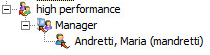 high performance
Manager
Andretti, Maria (mandretti)